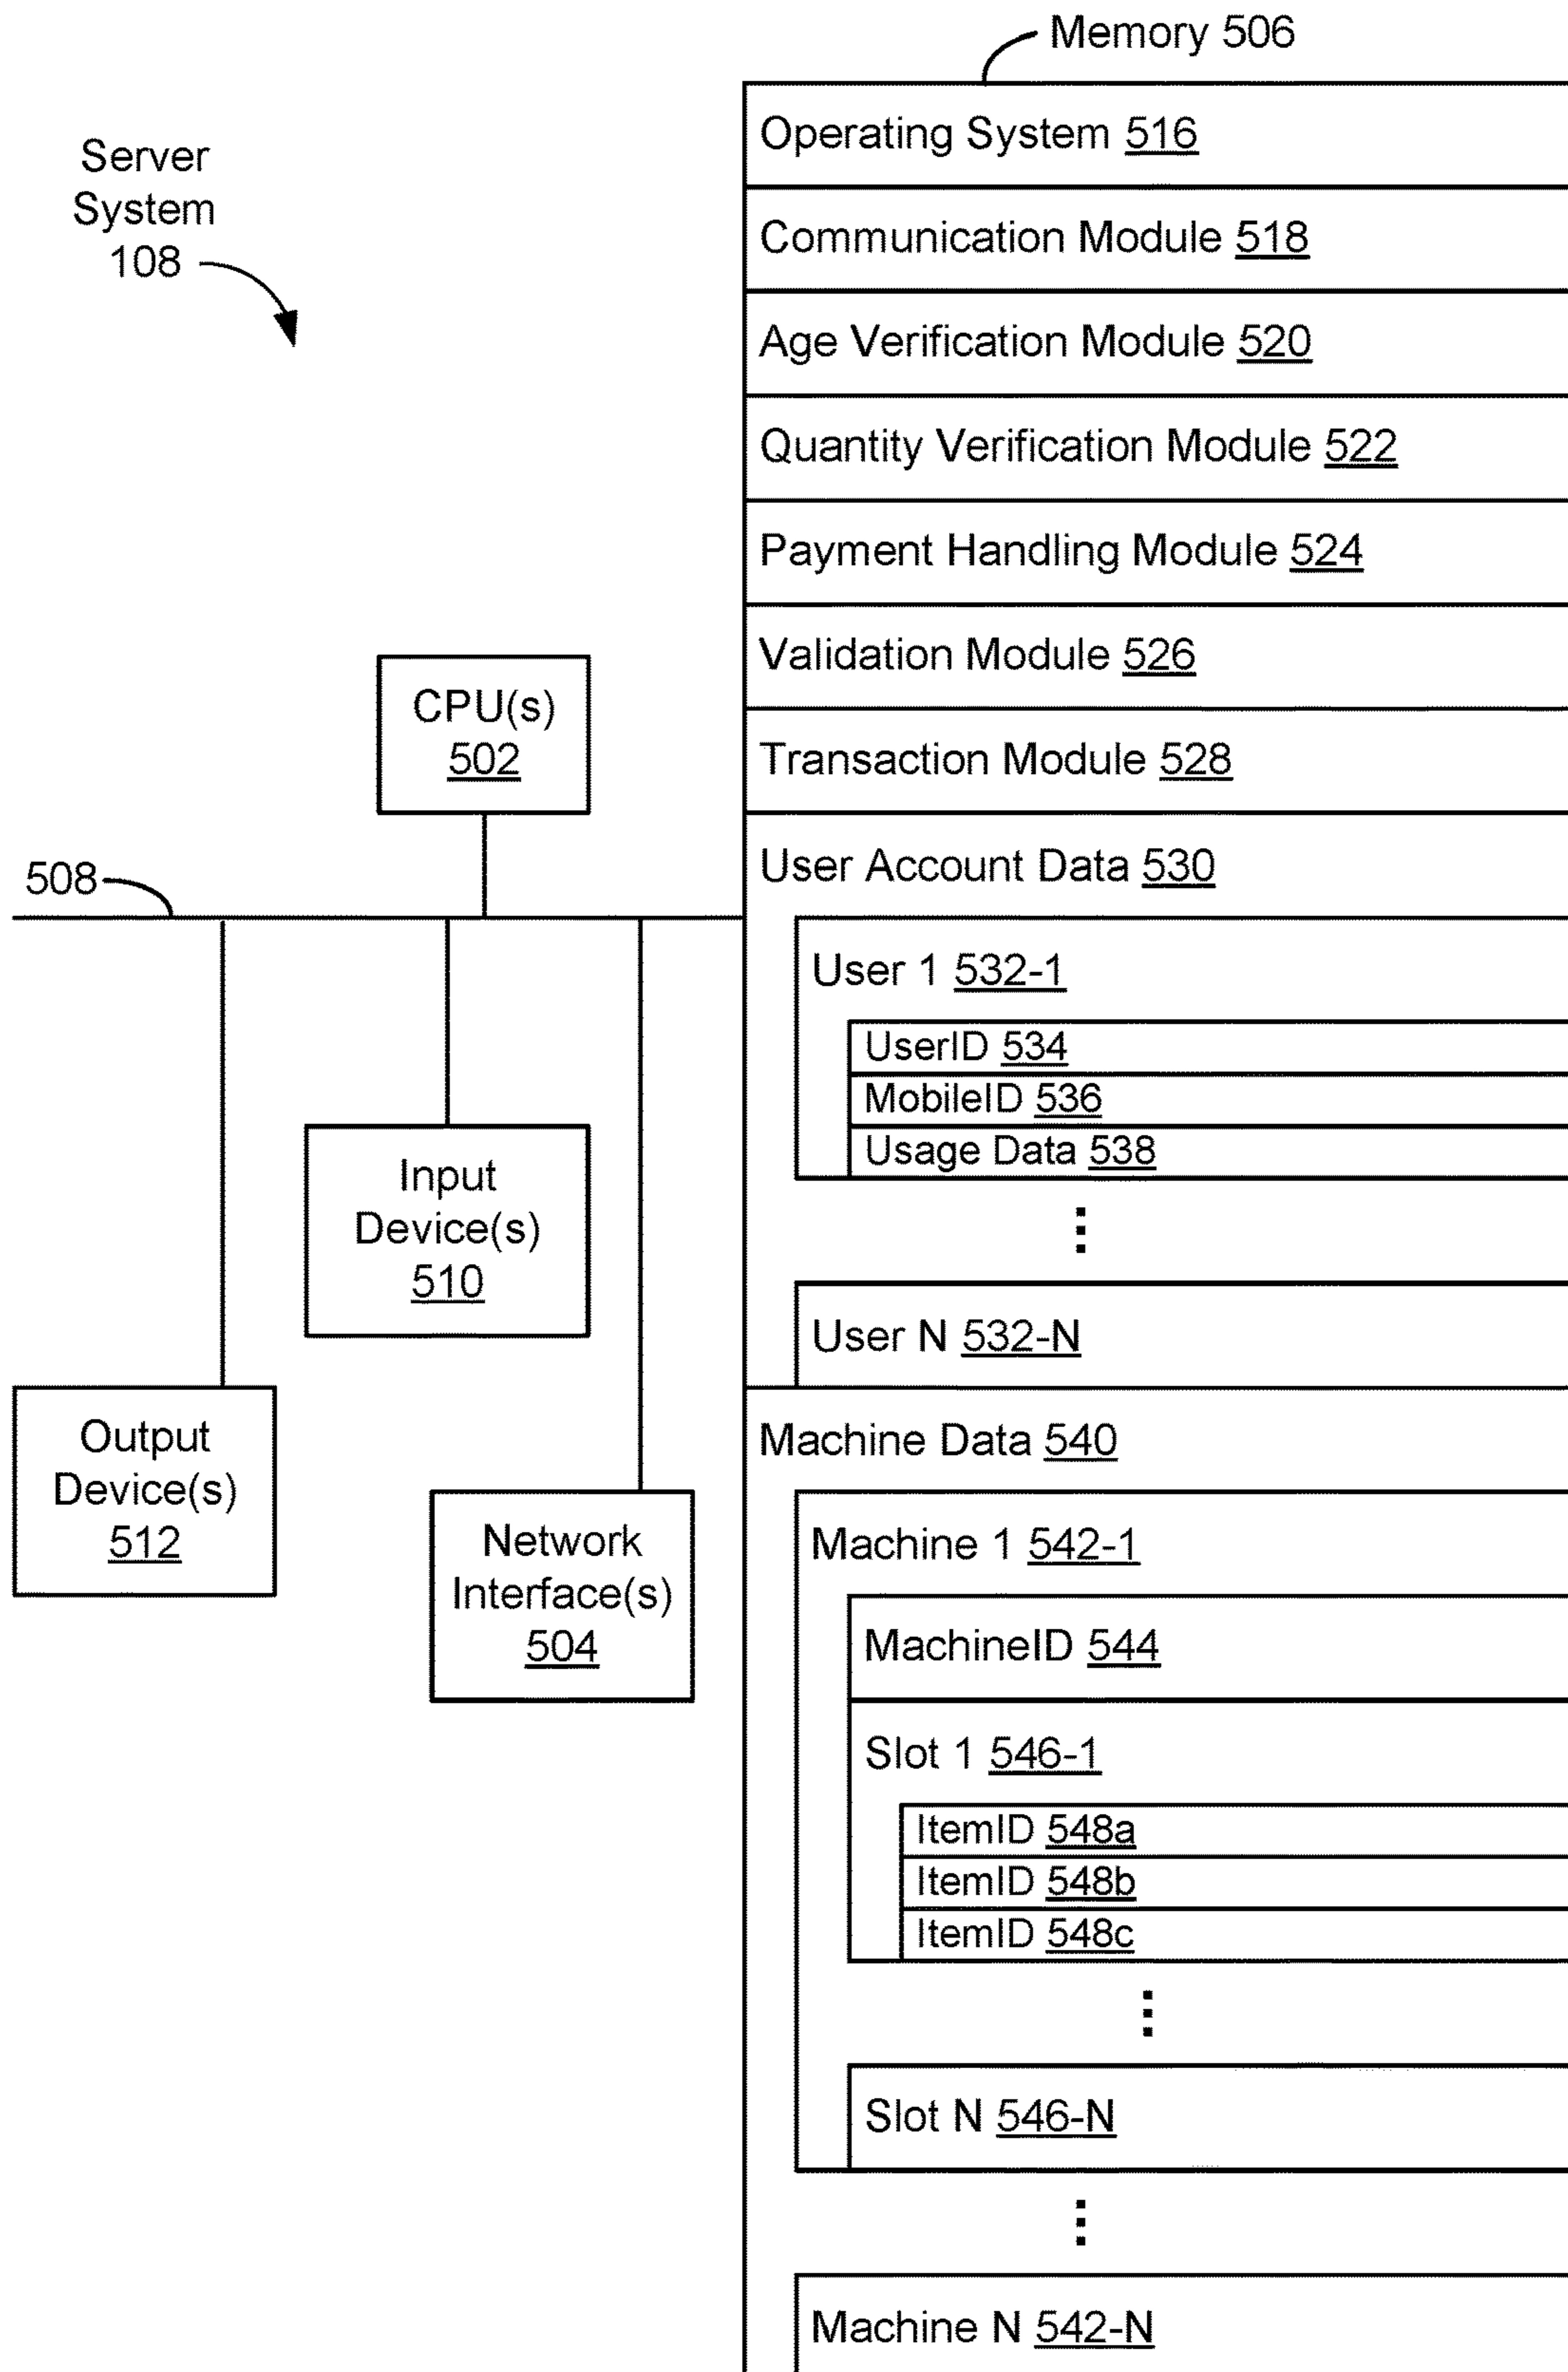 Memory 506
Server
System
108
Operating System 516
Communication Module 518
Age Verification Module 520
Quantity Verification Module 522
Payment Handling Module 524
Validation Module 526
Transaction Module 528
CPU(s)
502
508
User Account Data 530
User 1 532-1
UserID 534
MobileID 536
Usage Data 538
User N 532-N
Input
Device(s)
510
Output
Device(s)
512
Network
Interface(s)
504
Machine Data 540
Machine 1 542-1
MachineID 544
Slot 1 546-1
ItemID 548a
ItemID 548b
ItemID 548c
Slot N 546-N
Machine N 542-N